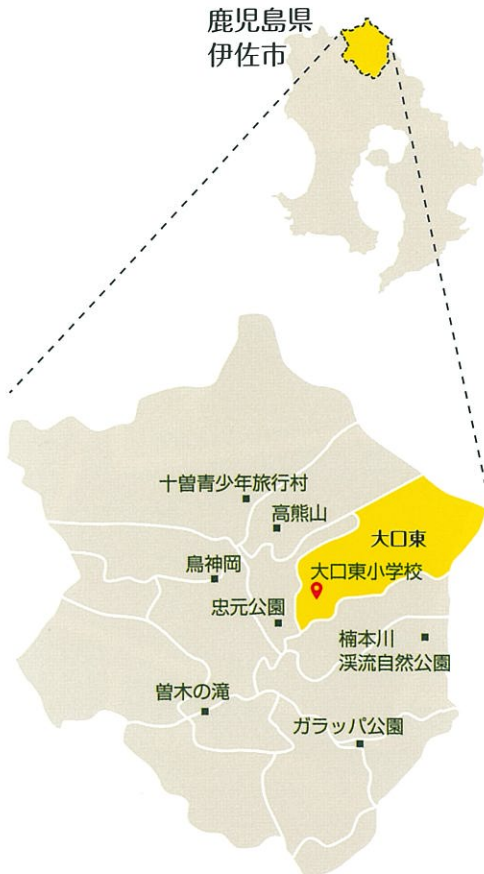 鹿児島県
伊佐市
十曽青少年旅行村
高熊山
大口東
鳥神岡
大口東小学校
忠元公園
楠本川
渓流自然公園
曽木の滝
ガラッパ公園